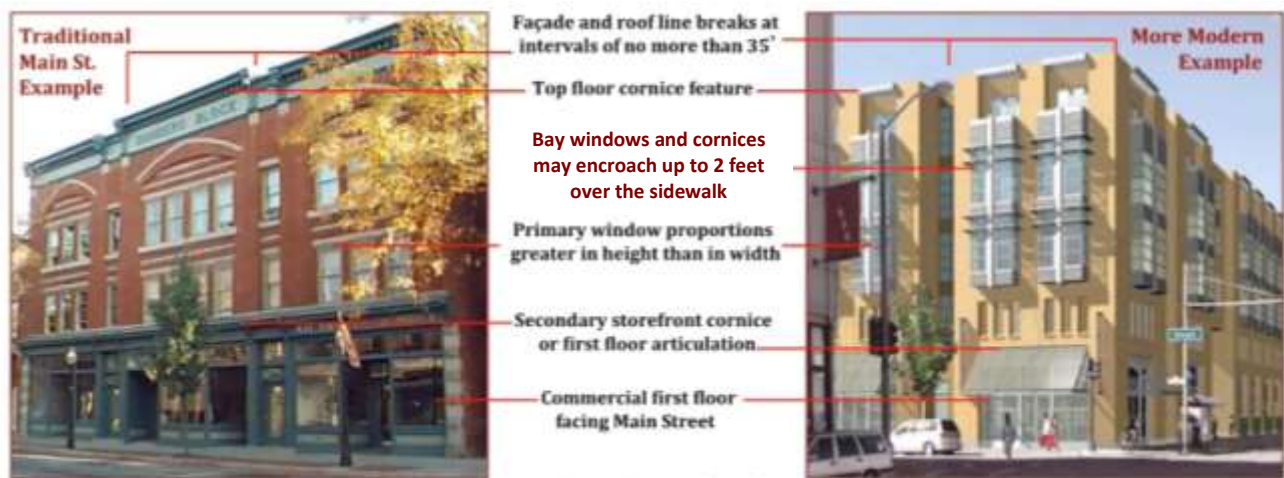 Traditional
Main St.
Example
Façade and roof line breaks at
intervals of no more than 35'
More Modern
Example
Top floor cornice feature
Bay windows and cornices
may encroach up to 2 feet
over the sidewalk
Primary window proportions
greater in height than in width
Secondary storefront cornice
or first floor articulation
Commercial first floor
facing Main Street
BLOCK